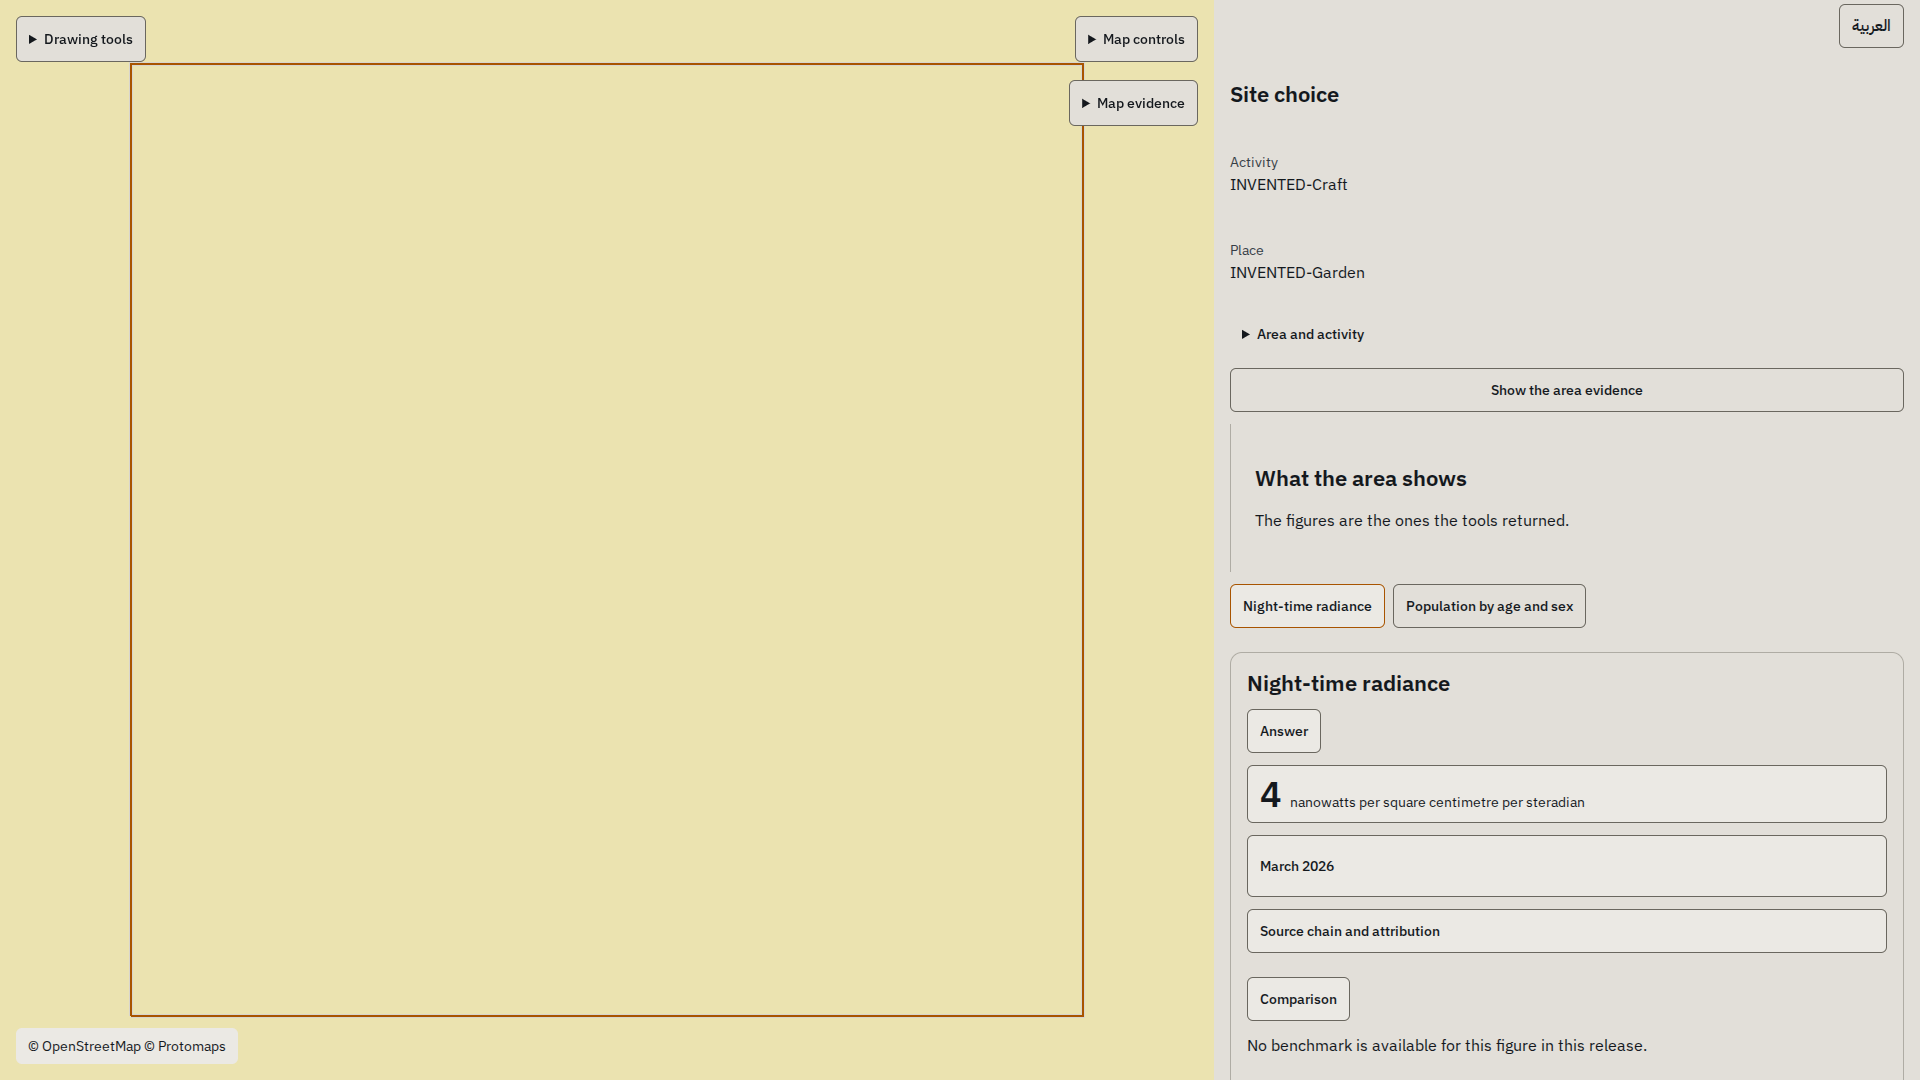 Drawing tools
Map controls
Map evidence
© OpenStreetMap © Protomaps
العربية
Site choice
Activity
INVENTED-Craft
Place
INVENTED-Garden
Area and activity
Show the area evidence
What the area shows
The figures are the ones the tools returned.
Night-time radiance
Population by age and sex
Night-time radiance
Answer
4 nanowatts per square centimetre per steradian
March 2026
Source chain and attribution
Comparison
No benchmark is available for this figure in this release.